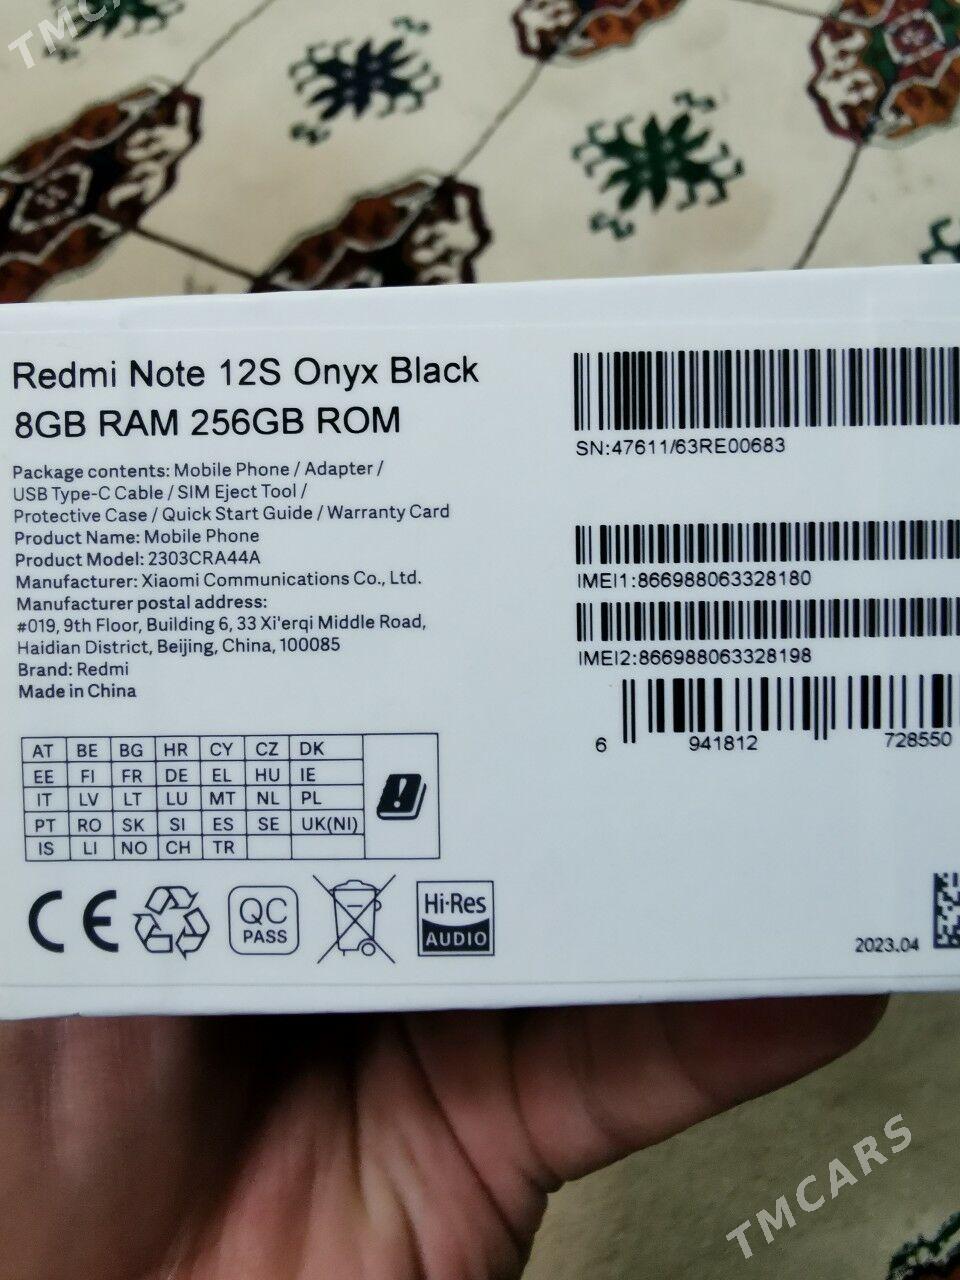 TMCARS
Redmi Note 12S Onyx Black
8GB RAM 256GB ROM
Package contents: Mobile Phone / Adapter /
USB Type-C Cable / SIM Eject Tool /
Protective Case / Quick Start Guide / Warranty Card
Product Name: Mobile Phone
Product Model: 2303CRA44A
Manufacturer: Xiaomi Communications Co., Ltd.
Manufacturer postal address:
#019, 9th Floor, Building 6, 33 Xi'erqi Middle Road,
Haidian District, Beijing, China, 100085
Brand: Redmi
Made in China
SN:47611/63RE00683
IMEI1:866988063328180
IMEI2:866988063328198
6 941812 728550
AT BE BG HR CY CZ DK
EE FI FR DE EL HU IE
IT LV LT LU MT NL PL
PT RO SK SI ES SE UK(NI)
IS LI NO CH TR
CE
QC
PASS
Hi-Res
AUDIO
2023.04
TMCARS